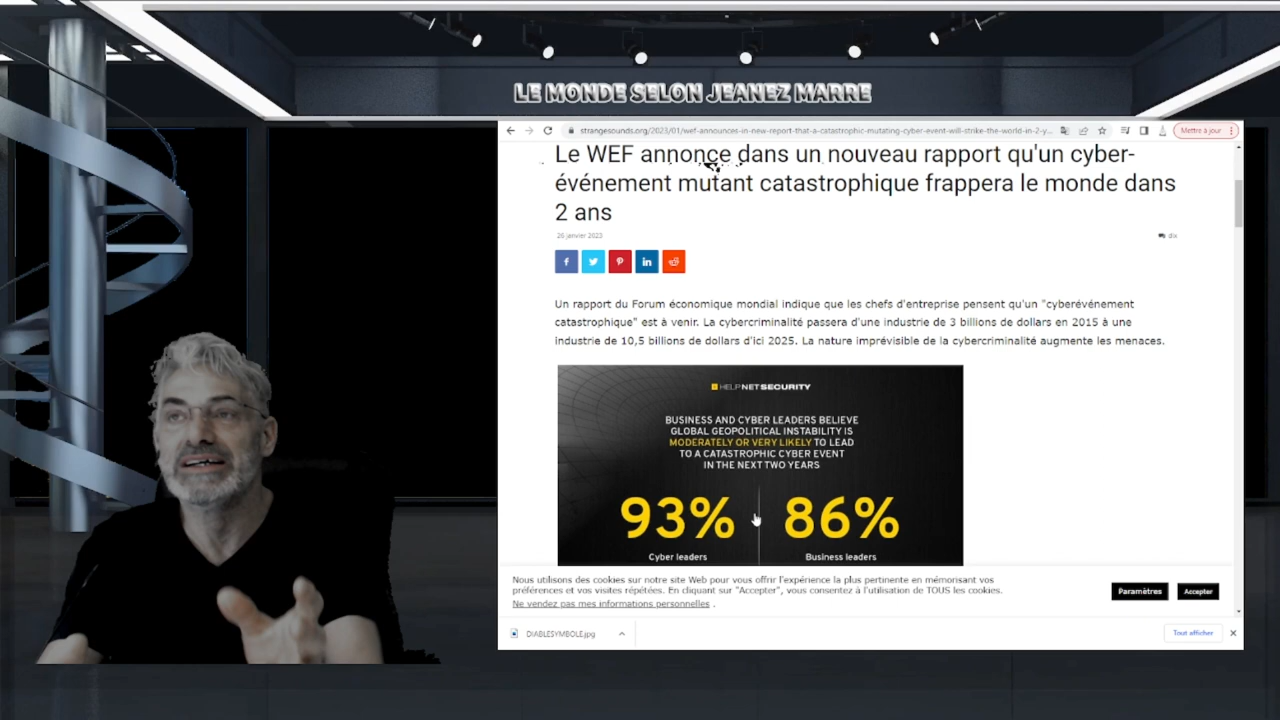 LE MONDE SELON JEANEZ MARRE
strangesounds.org/2023/01/wef-announces-in-new-report-that-a-catastrophic-mutating-cyber-event-will-strike-the-world-in-2-y...
Mettre à jour
Le WEF annonce dans un nouveau rapport qu'un cyber-
événement mutant catastrophique frappera le monde dans
2 ans
26 janvier 2023
dix
Un rapport du Forum économique mondial indique que les chefs d'entreprise pensent qu'un "cyberévénement
catastrophique" est à venir. La cybercriminalité passera d'une industrie de 3 billions de dollars en 2015 à une
industrie de 10,5 billions de dollars d'ici 2025. La nature imprévisible de la cybercriminalité augmente les menaces.
HELPNETSECURITY
BUSINESS AND CYBER LEADERS BELIEVE
GLOBAL GEOPOLITICAL INSTABILITY IS
MODERATELY OR VERY LIKELY TO LEAD
TO A CATASTROPHIC CYBER EVENT
IN THE NEXT TWO YEARS
93% 86%
Cyber leaders Business leaders
Nous utilisons des cookies sur notre site Web pour vous offrir l'expérience la plus pertinente en mémorisant vos
préférences et vos visites répétées. En cliquant sur "Accepter", vous consentez à l'utilisation de TOUS les cookies.
Ne vendez pas mes informations personnelles .
Paramètres Accepter
DIABLESYMBOLE.jpg
Tout afficher